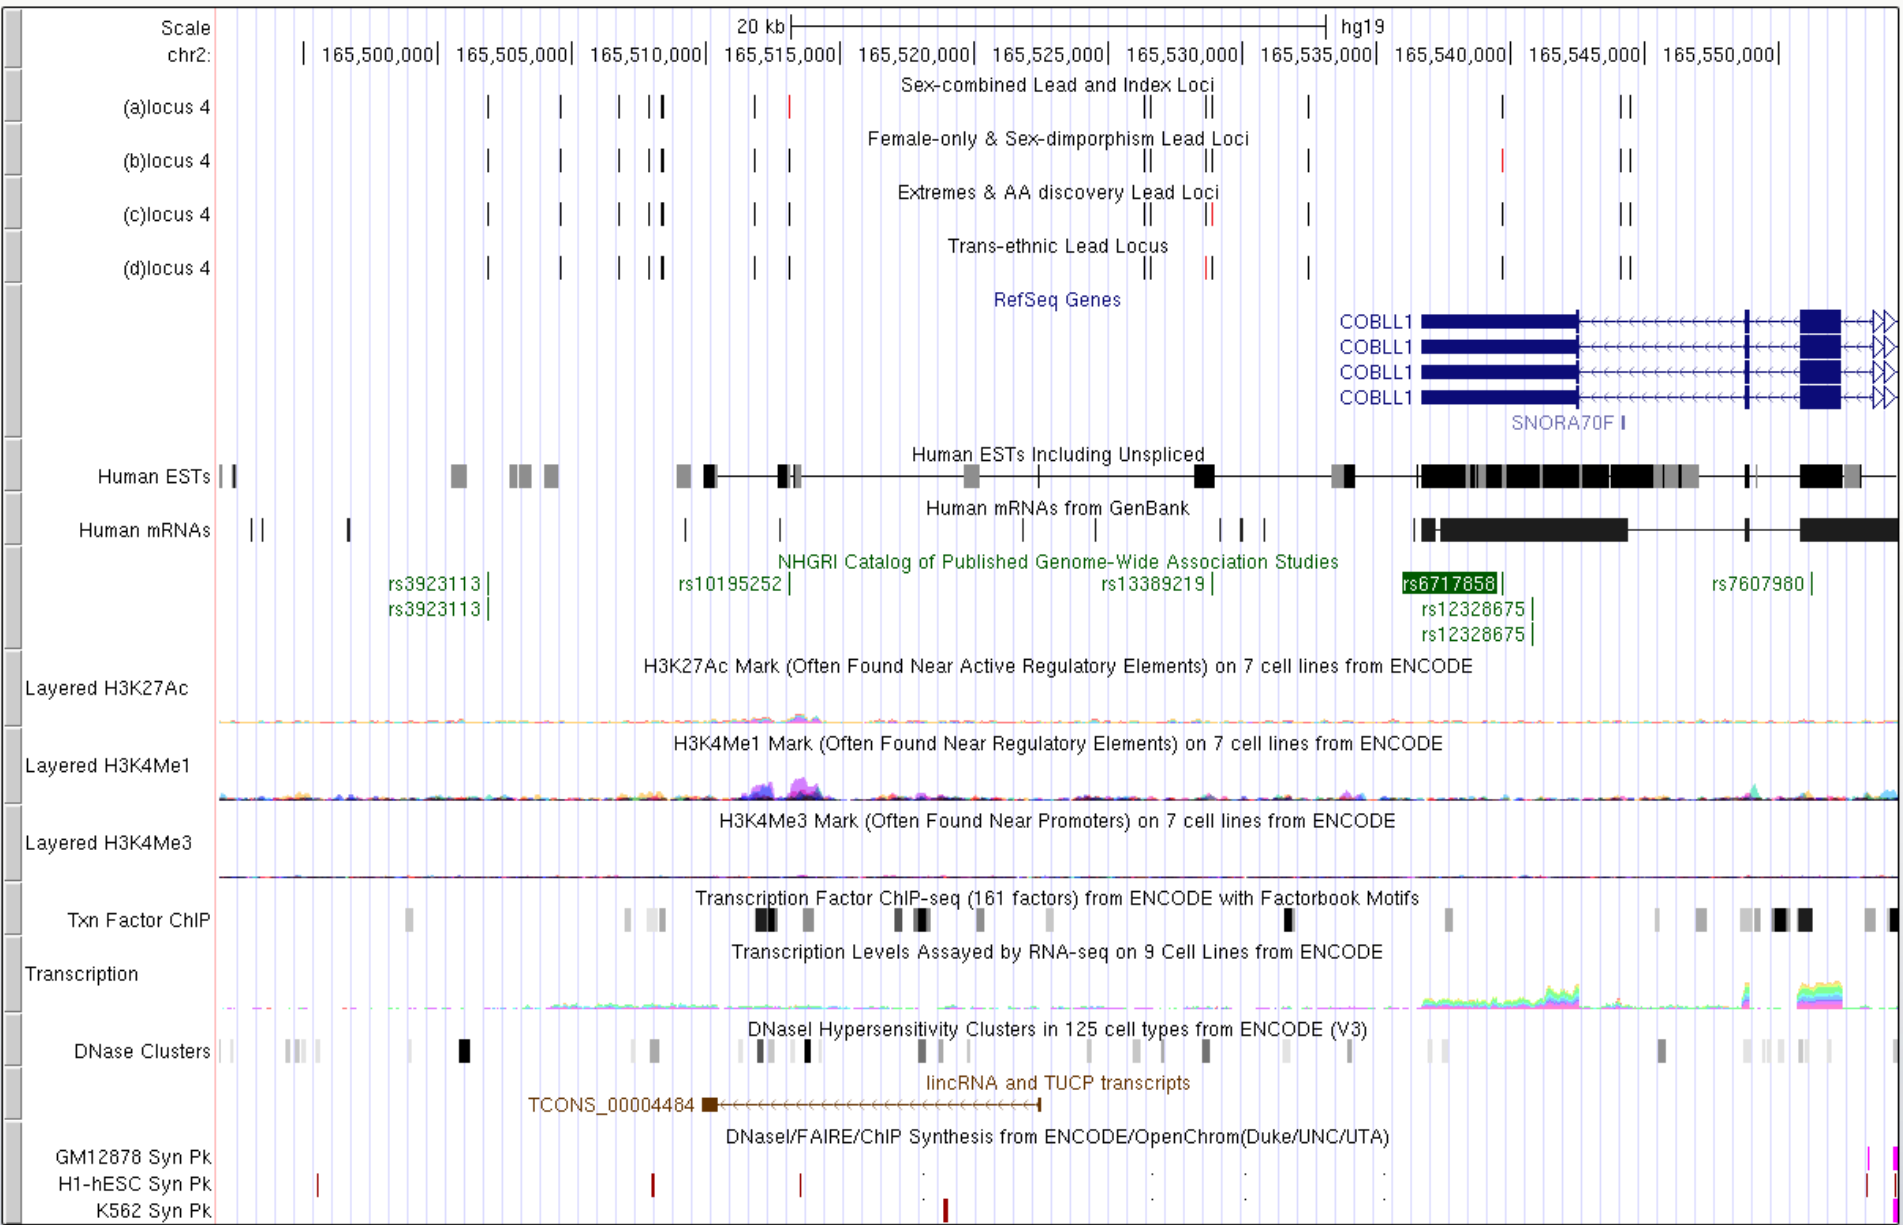 Scale 20 kb hg19
chr2: 165,500,000 165,505,000 165,510,000 165,515,000 165,520,000 165,525,000 165,530,000 165,535,000 165,540,000 165,545,000 165,550,000
Sex-combined Lead and Index Loci
(a)locus 4
Female-only & Sex-dimporphism Lead Loci
(b)locus 4
Extremes & AA discovery Lead Loci
(c)locus 4
Trans-ethnic Lead Locus
(d)locus 4
RefSeq Genes
COBLL1
COBLL1
COBLL1
COBLL1
SNORA70F
Human ESTs Including Unspliced
Human ESTs
Human mRNAs from GenBank
Human mRNAs
NHGRI Catalog of Published Genome-Wide Association Studies
rs3923113 rs10195252 rs13389219 rs6717858 rs7607980
rs3923113 rs12328675
rs12328675
H3K27Ac Mark (Often Found Near Active Regulatory Elements) on 7 cell lines from ENCODE
Layered H3K27Ac
H3K4Me1 Mark (Often Found Near Regulatory Elements) on 7 cell lines from ENCODE
Layered H3K4Me1
H3K4Me3 Mark (Often Found Near Promoters) on 7 cell lines from ENCODE
Layered H3K4Me3
Transcription Factor ChIP-seq (161 factors) from ENCODE with Factorbook Motifs
Txn Factor ChIP
Transcription Levels Assayed by RNA-seq on 9 Cell Lines from ENCODE
Transcription
DNaseI Hypersensitivity Clusters in 125 cell types from ENCODE (V3)
DNase Clusters
lincRNA and TUCP transcripts
TCONS_00004484
DNaseI/FAIRE/ChIP Synthesis from ENCODE/OpenChrom(Duke/UNC/UTA)
GM12878 Syn Pk
H1-hESC Syn Pk
K562 Syn Pk